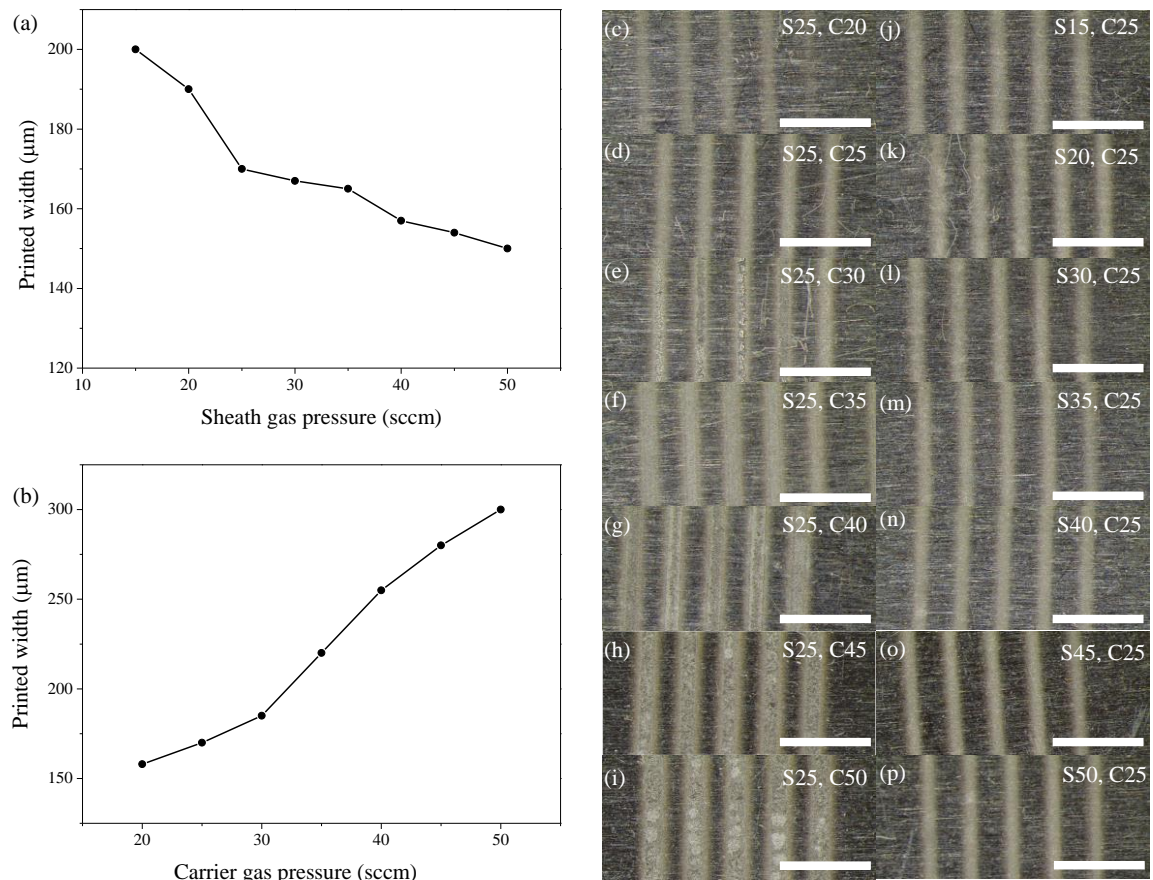 (a)
200
180
160
140
120
10
20
30
40
50
Printed width (μm)
Sheath gas pressure (sccm)
(b)
300
250
200
150
20
30
40
50
Printed width (μm)
Carrier gas pressure (sccm)
(c)
S25, C20
(d)
S25, C25
(e)
S25, C30
(f)
S25, C35
(g)
S25, C40
(h)
S25, C45
(i)
S25, C50
(j)
S15, C25
(k)
S20, C25
(l)
S30, C25
(m)
S35, C25
(n)
S40, C25
(o)
S45, C25
(p)
S50, C25